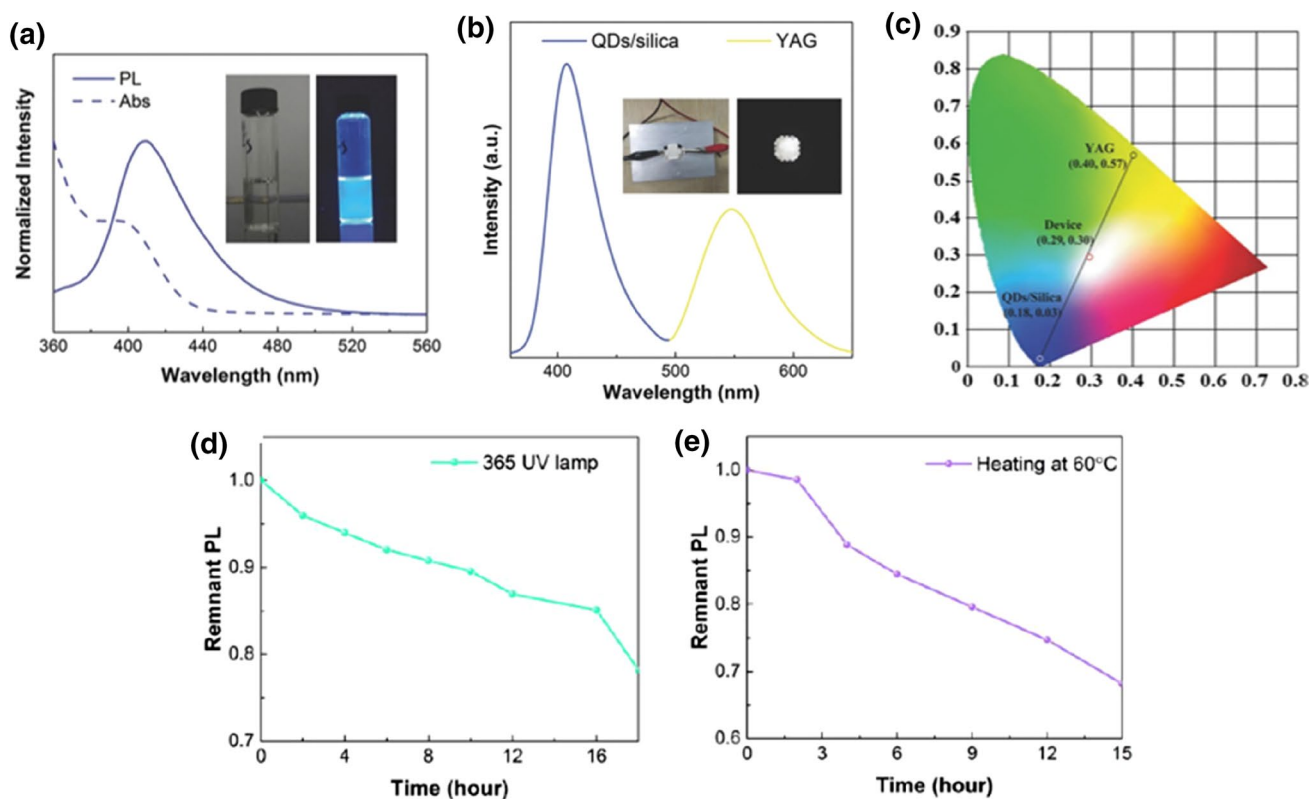 (a)
PL
Abs
Normalized Intensity
360
400
440
480
520
560
Wavelength (nm)
(b)
QDs/silica
YAG
Intensity (a.u.)
400
500
600
Wavelength (nm)
(c)
0.9
0.8
0.7
0.6
0.5
0.4
0.3
0.2
0.1
0
YAG
(0.40, 0.57)
Device
(0.29, 0.30)
QDs/Silica
(0.18, 0.03)
0
0.1
0.2
0.3
0.4
0.5
0.6
0.7
0.8
(d)
365 UV lamp
Remnant PL
1.0
0.9
0.8
0.7
0
4
8
12
16
Time (hour)
(e)
Heating at 60°C
Remnant PL
1.0
0.9
0.8
0.7
0.6
0
3
6
9
12
15
Time (hour)